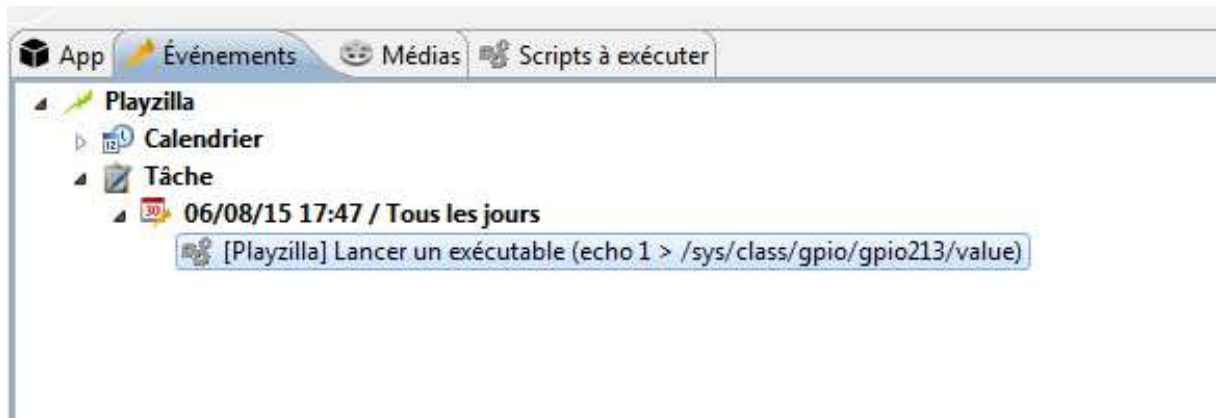 App Événements Médias Scripts à exécuter
Playzilla
Calendrier
Tâche
06/08/15 17:47 / Tous les jours
[Playzilla] Lancer un exécutable (echo 1 > /sys/class/gpio/gpio213/value)